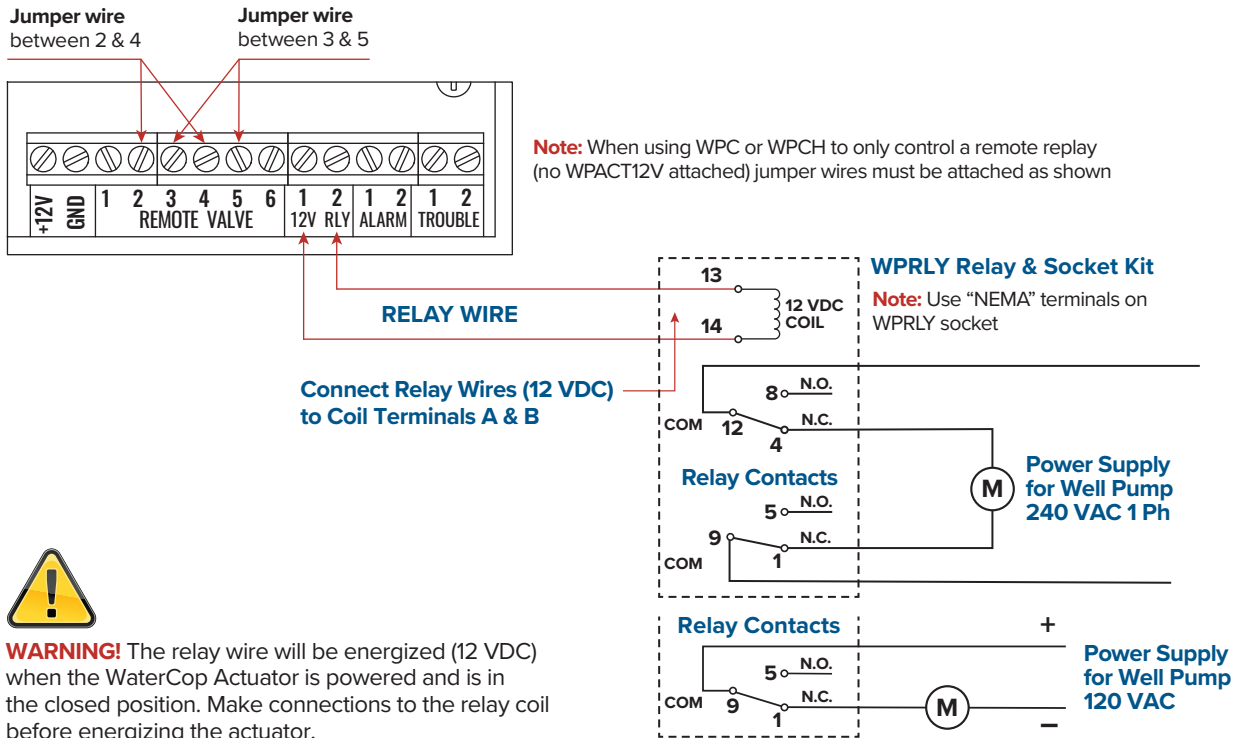 Jumper wire
between 2 & 4
Jumper wire
between 3 & 5
Note: When using WPC or WPCH to only control a remote replay
(no WPACT12V attached) jumper wires must be attached as shown
+12V GND 1 2 3 4 5 6 1 2 1 2 1 2
REMOTE VALVE 12V RLY ALARM TROUBLE
RELAY WIRE
13
14
12 VDC
COIL
WPRLY Relay & Socket Kit
Note: Use “NEMA” terminals on
WPRLY socket
Connect Relay Wires (12 VDC)
to Coil Terminals A & B
8 N.O.
COM 12 N.C.
4
Relay Contacts
5 N.O.
9 N.C.
COM 1
M
Power Supply
for Well Pump
240 VAC 1 Ph
!
WARNING! The relay wire will be energized (12 VDC)
when the WaterCop Actuator is powered and is in
the closed position. Make connections to the relay coil
before energizing the actuator.
Relay Contacts
5 N.O.
COM 9 N.C.
1
M
+
–
Power Supply
for Well Pump
120 VAC